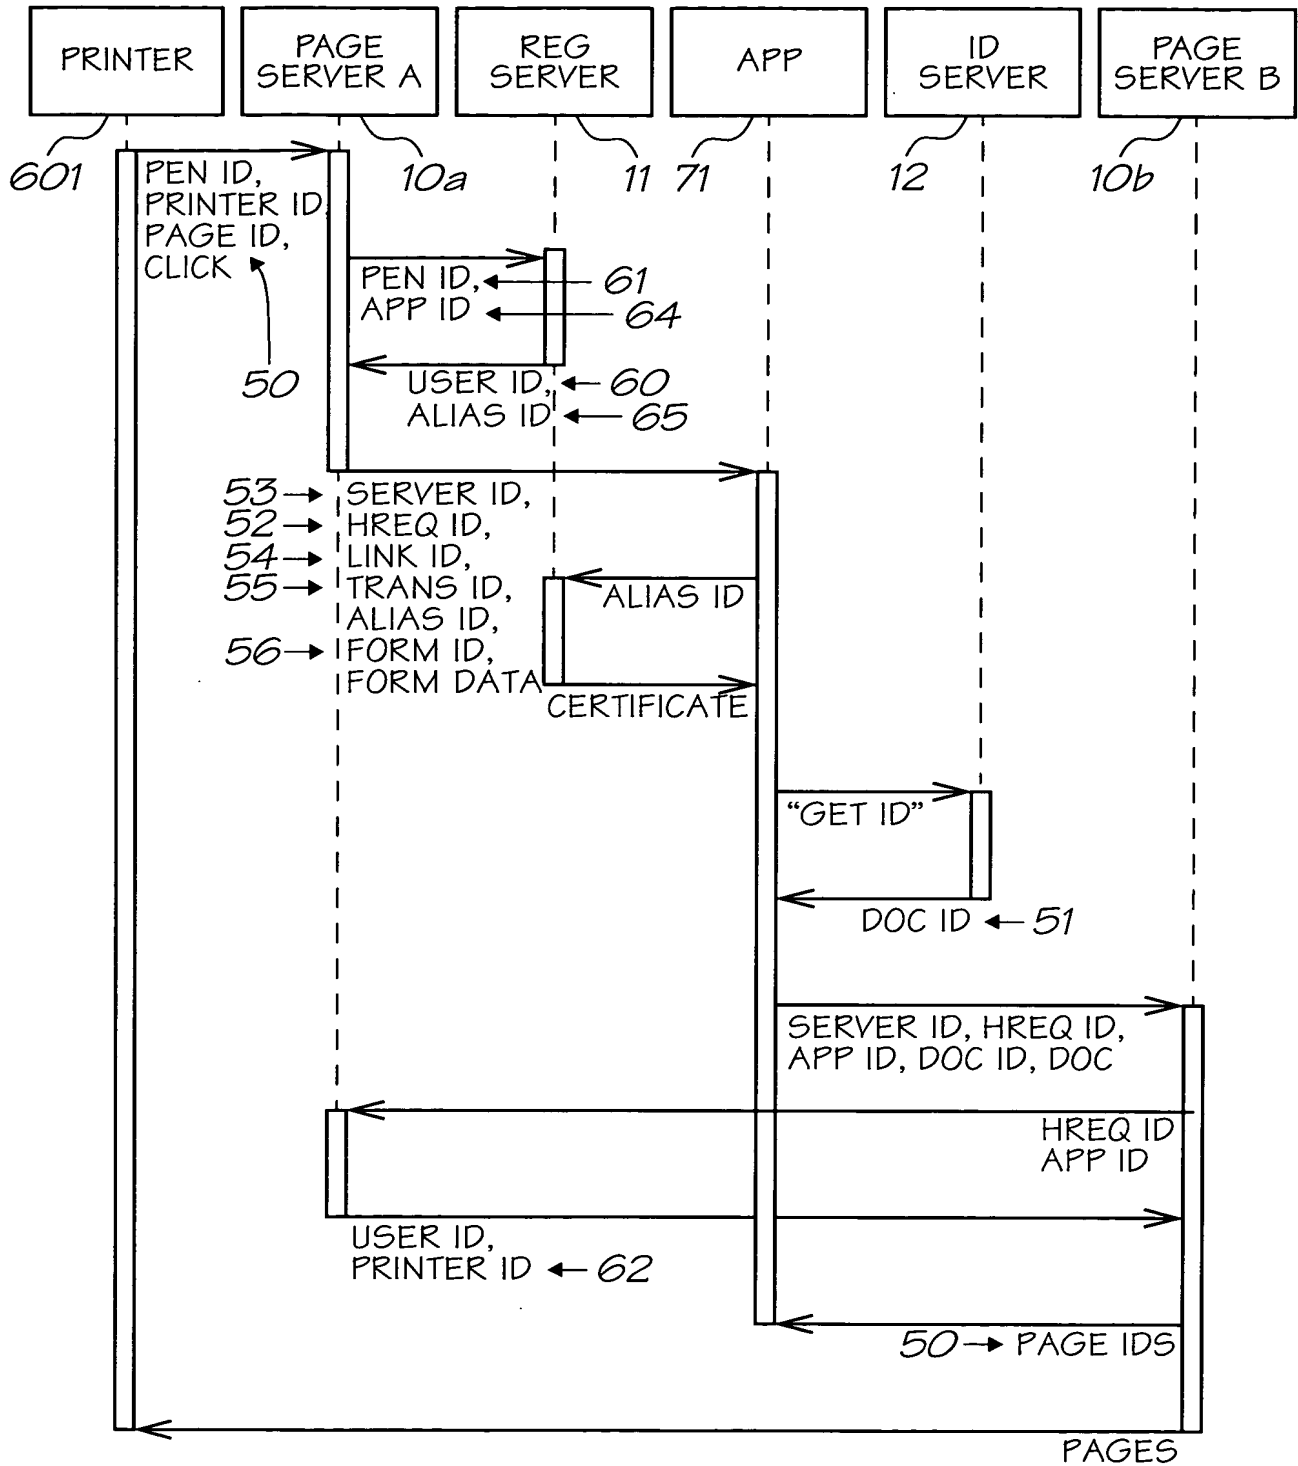 PRINTER
PAGE
SERVER A
REG
SERVER
APP
ID
SERVER
PAGE
SERVER B
601
10a
11
71
12
10b
PEN ID,
PRINTER ID
PAGE ID,
CLICK
50
PEN ID,
61
APP ID
64
USER ID,
60
ALIAS ID
65
53 SERVER ID,
52 HREQ ID,
54 LINK ID,
55 TRANS ID,
ALIAS ID,
56 FORM ID,
FORM DATA
ALIAS ID
CERTIFICATE
“GET ID”
DOC ID
51
SERVER ID, HREQ ID,
APP ID, DOC ID, DOC
HREQ ID
APP ID
USER ID,
PRINTER ID
62
50 PAGE IDS
PAGES